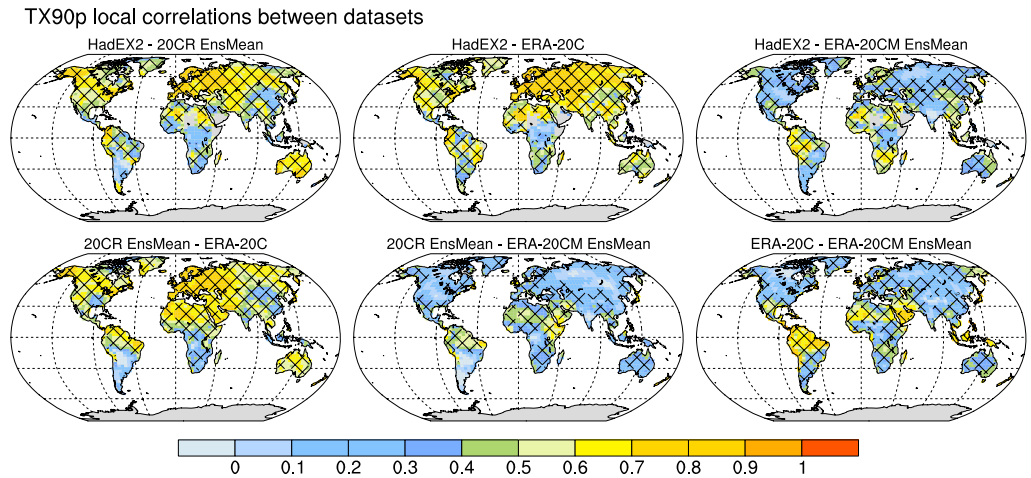 TX90p local correlations between datasets
HadEX2 - 20CR EnsMean
HadEX2 - ERA-20C
HadEX2 - ERA-20CM EnsMean
20CR EnsMean - ERA-20C
20CR EnsMean - ERA-20CM EnsMean
ERA-20C - ERA-20CM EnsMean
0 0.1 0.2 0.3 0.4 0.5 0.6 0.7 0.8 0.9 1